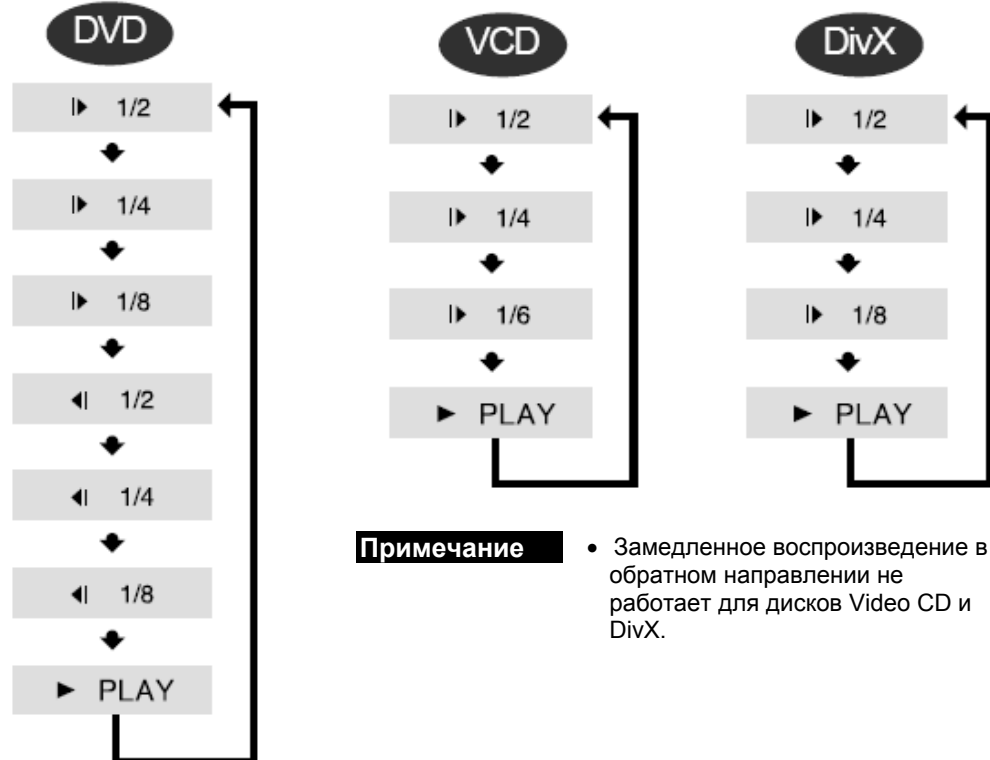 DVD
1/2
1/4
1/8
1/2
1/4
1/8
PLAY
VCD
1/2
1/4
1/6
PLAY
DivX
1/2
1/4
1/8
PLAY
Примечание
• Замедленное воспроизведение в
обратном направлении не
работает для дисков Video CD и
DivX.